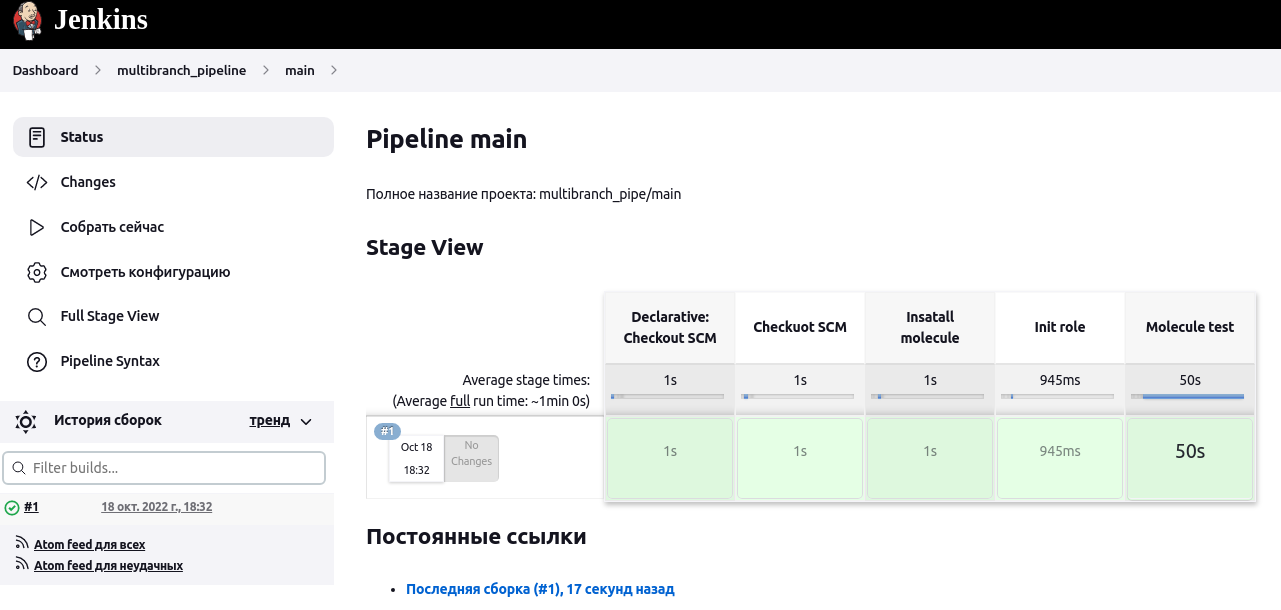 Jenkins
Dashboard
multibranch_pipeline
main
Status
Changes
Собрать сейчас
Смотреть конфигурацию
Full Stage View
Pipeline Syntax
История сборок
тренд
Filter builds...
#1
18 окт. 2022 г., 18:32
Atom feed для всех
Atom feed для неудачных
Pipeline main
Полное название проекта: multibranch_pipe/main
Stage View
Declarative:
Checkout SCM
Checkuot SCM
Insatall
molecule
Init role
Molecule test
Average stage times:
(Average full run time: ~1min 0s)
1s
1s
1s
945ms
50s
#1
Oct 18
18:32
No
Changes
1s
1s
1s
945ms
50s
Постоянные ссылки
Последняя сборка (#1), 17 секунд назад